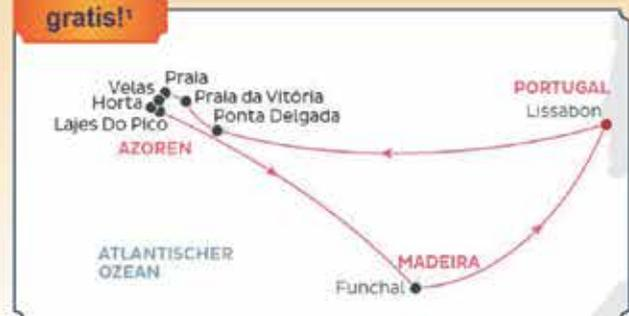 gratis!¹
Praia
Velas
Praia da Vitória
Horta
Ponta Delgada
Lajes Do Pico
AZOREN
PORTUGAL
Lissabon
ATLANTISCHER
OZEAN
MADEIRA
Funchal